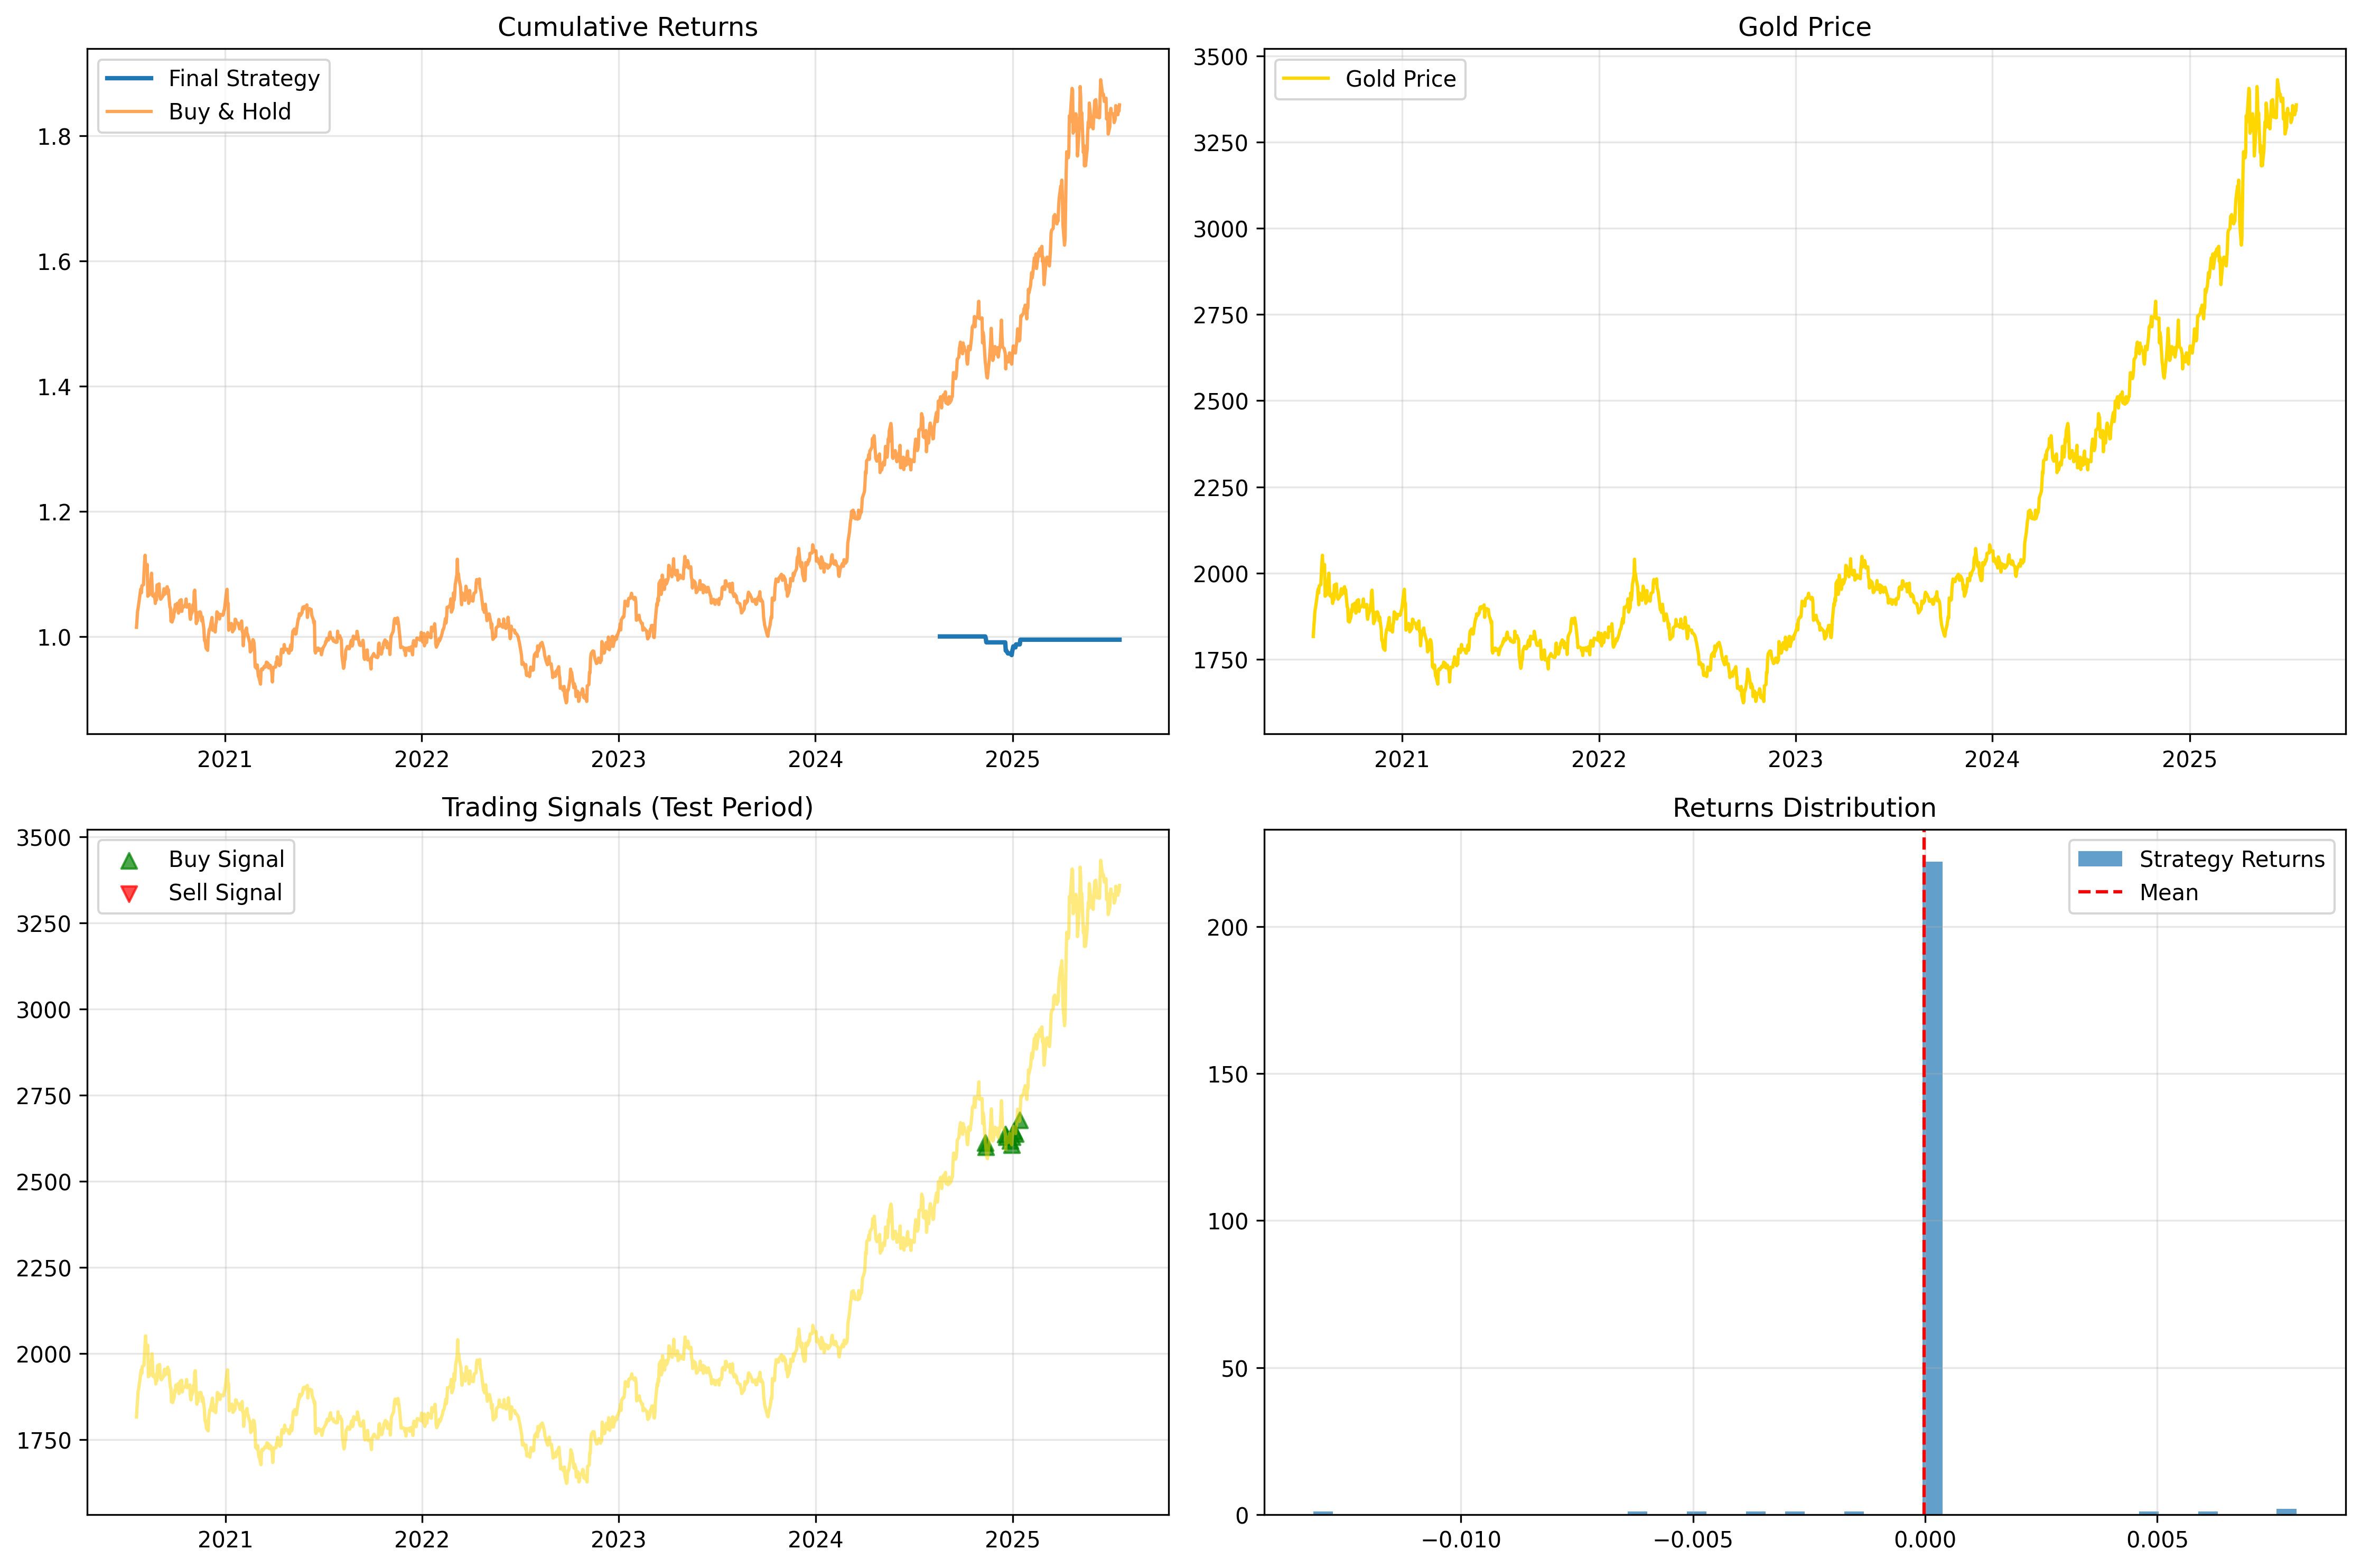 Cumulative Returns
Final Strategy
Buy & Hold
1.8
1.6
1.4
1.2
1.0
2021 2022 2023 2024 2025
Gold Price
Gold Price
3500
3250
3000
2750
2500
2250
2000
1750
2021 2022 2023 2024 2025
Trading Signals (Test Period)
Buy Signal
Sell Signal
3500
3250
3000
2750
2500
2250
2000
1750
2021 2022 2023 2024 2025
Returns Distribution
Strategy Returns
Mean
200
150
100
50
0
−0.010 −0.005 0.000 0.005